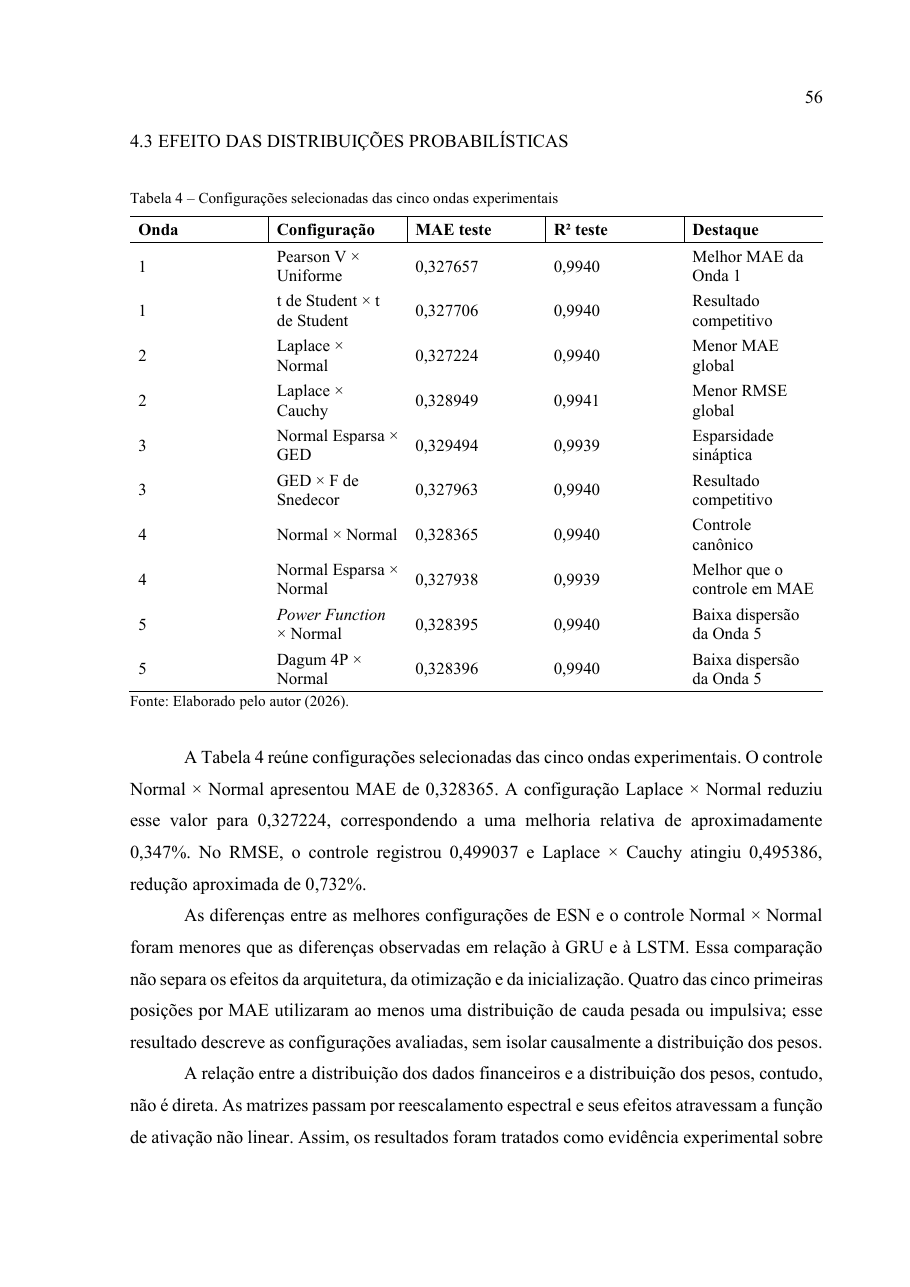 56
4.3 EFEITO DAS DISTRIBUIÇÕES PROBABILÍSTICAS
Tabela 4 – Configurações selecionadas das cinco ondas experimentais
Onda Configuração MAE teste R² teste Destaque
1 Pearson V × Uniforme 0,327657 0,9940 Melhor MAE da Onda 1
1 t de Student × t de Student 0,327706 0,9940 Resultado competitivo
2 Laplace × Normal 0,327224 0,9940 Menor MAE global
2 Laplace × Cauchy 0,328949 0,9941 Menor RMSE global
3 Normal Esparsa × GED 0,329494 0,9939 Esparsidade sináptica
3 GED × F de Snedecor 0,327963 0,9940 Resultado competitivo
4 Normal × Normal 0,328365 0,9940 Controle canônico
4 Normal Esparsa × Normal 0,327938 0,9939 Melhor que o controle em MAE
5 Power Function × Normal 0,328395 0,9940 Baixa dispersão da Onda 5
5 Dagum 4P × Normal 0,328396 0,9940 Baixa dispersão da Onda 5
Fonte: Elaborado pelo autor (2026).
A Tabela 4 reúne configurações selecionadas das cinco ondas experimentais. O controle
Normal × Normal apresentou MAE de 0,328365. A configuração Laplace × Normal reduziu
esse valor para 0,327224, correspondendo a uma melhoria relativa de aproximadamente
0,347%. No RMSE, o controle registrou 0,499037 e Laplace × Cauchy atingiu 0,495386,
redução aproximada de 0,732%.
As diferenças entre as melhores configurações de ESN e o controle Normal × Normal
foram menores que as diferenças observadas em relação à GRU e à LSTM. Essa comparação
não separa os efeitos da arquitetura, da otimização e da inicialização. Quatro das cinco primeiras
posições por MAE utilizaram ao menos uma distribuição de cauda pesada ou impulsiva; esse
resultado descreve as configurações avaliadas, sem isolar causalmente a distribuição dos pesos.
A relação entre a distribuição dos dados financeiros e a distribuição dos pesos, contudo,
não é direta. As matrizes passam por reescalamento espectral e seus efeitos atravessam a função
de ativação não linear. Assim, os resultados foram tratados como evidência experimental sobre